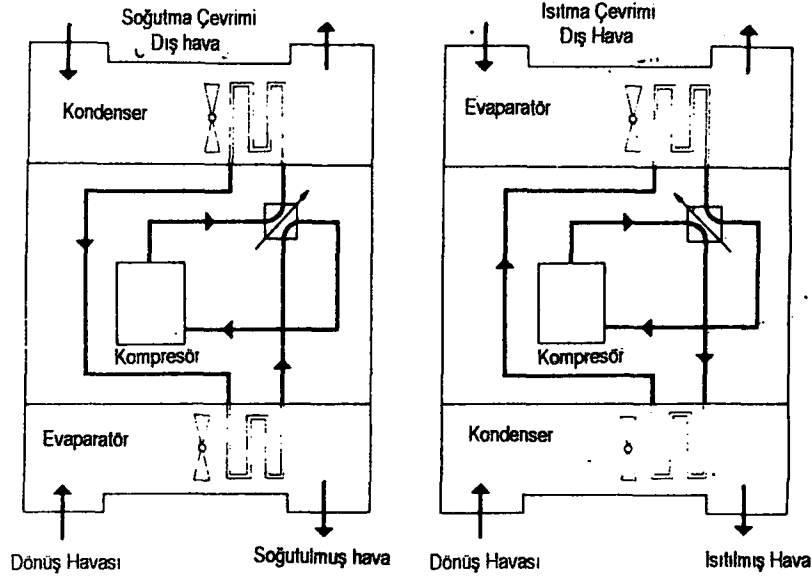 Soğutma Çevrimi
Dış hava
Kondenser
Kompresör
Evaparatör
Dönüş Havası
Soğutulmuş hava
Isıtma Çevrimi
Dış Hava
Evaparatör
Kompresör
Kondenser
Dönüş Havası
Isıtılmış Hava